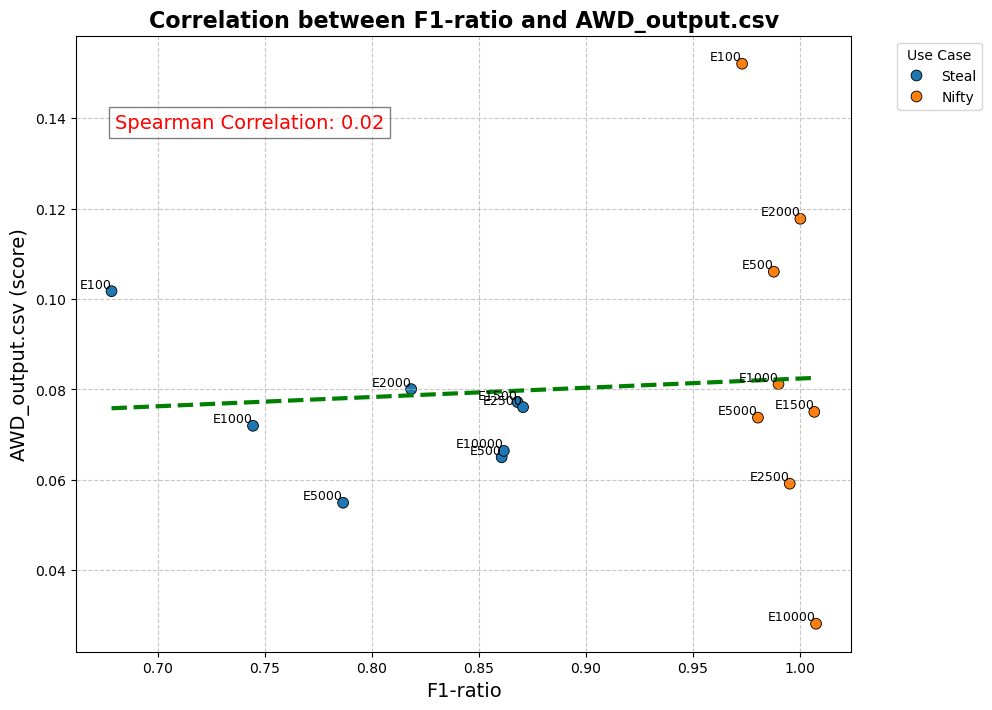 Correlation between F1-ratio and AWD_output.csv
Use Case
Steal
Nifty
Spearman Correlation: 0.02
E100
E2000
E500
E100
E1000
E2000
E1500
E2500
E1500
E5000
E1000
E10000
E500
E2500
E5000
E10000
0.14
0.12
0.10
0.08
0.06
0.04
AWD_output.csv (score)
0.70
0.75
0.80
0.85
0.90
0.95
1.00
F1-ratio